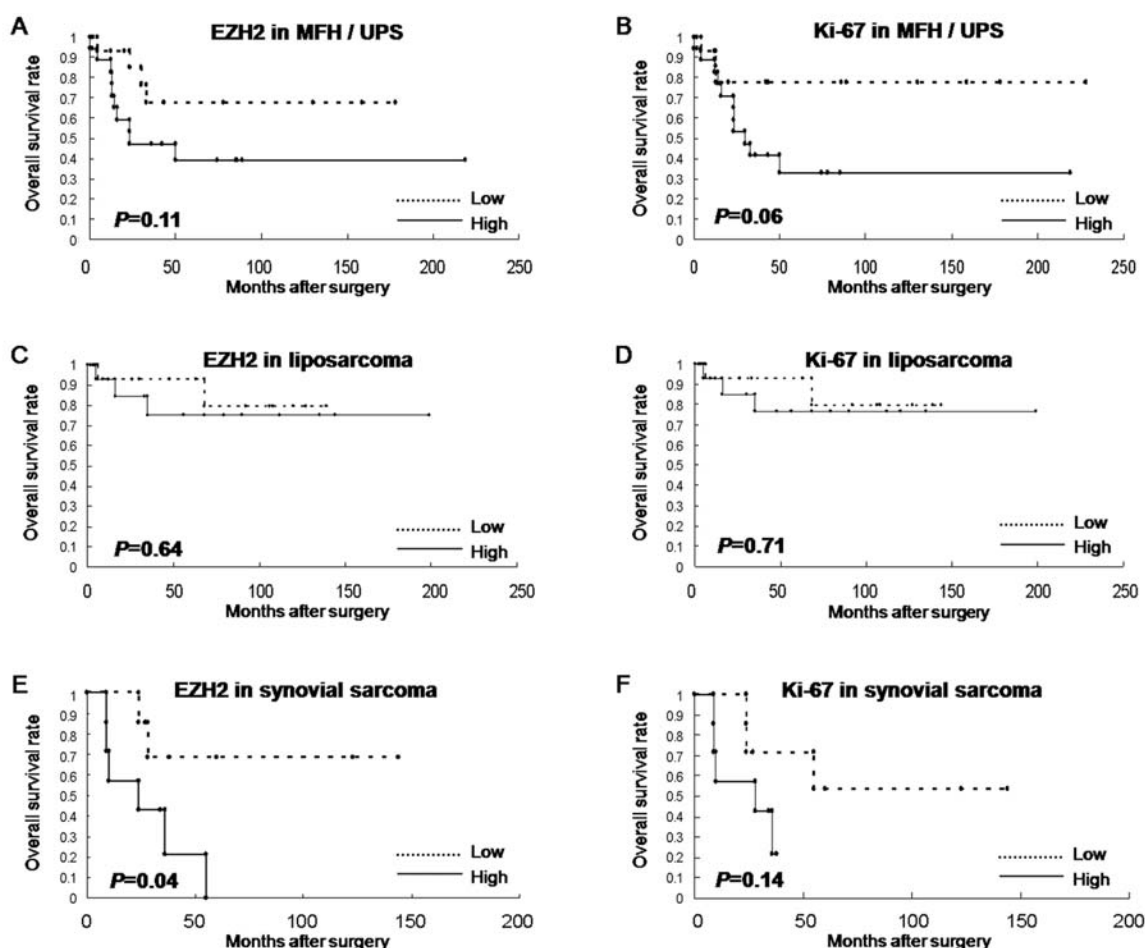 A
EZH2 in MFH / UPS
Overall survival rate
1
0.9
0.8
0.7
0.6
0.5
0.4
0.3
0.2
0.1
0
P=0.11
Low
High
0 50 100 150 200 250
Months after surgery
B
Ki-67 in MFH / UPS
Overall survival rate
1
0.9
0.8
0.7
0.6
0.5
0.4
0.3
0.2
0.1
0
P=0.06
Low
High
0 50 100 150 200 250
Months after surgery
C
EZH2 in liposarcoma
Overall survival rate
1
0.9
0.8
0.7
0.6
0.5
0.4
0.3
0.2
0.1
0
P=0.64
Low
High
0 50 100 150 200 250
Months after surgery
D
Ki-67 in liposarcoma
Overall survival rate
1
0.9
0.8
0.7
0.6
0.5
0.4
0.3
0.2
0.1
0
P=0.71
Low
High
0 50 100 150 200 250
Months after surgery
E
EZH2 in synovial sarcoma
Overall survival rate
1
0.9
0.8
0.7
0.6
0.5
0.4
0.3
0.2
0.1
0
P=0.04
Low
High
0 50 100 150 200
Months after surgery
F
Ki-67 in synovial sarcoma
Overall survival rate
1
0.9
0.8
0.7
0.6
0.5
0.4
0.3
0.2
0.1
0
P=0.14
Low
High
0 50 100 150 200
Months after surgery